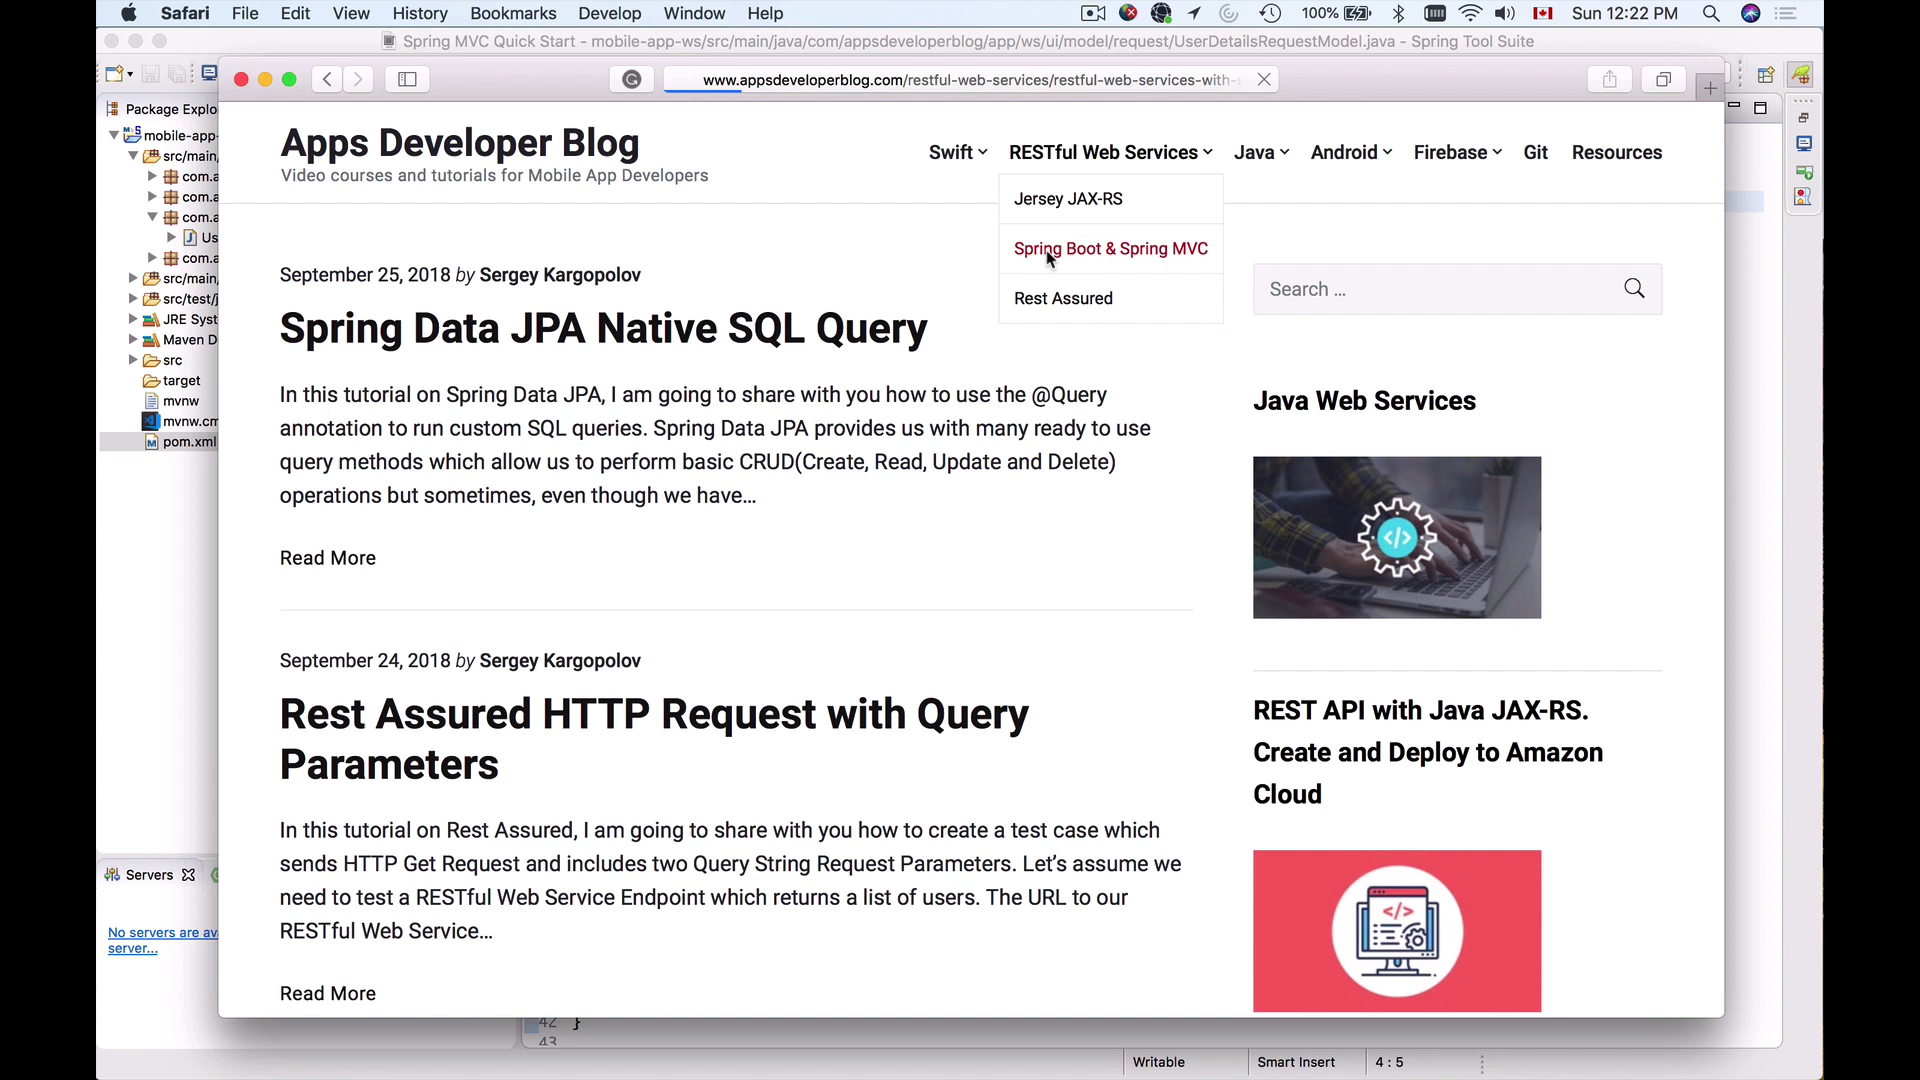 Safari File Edit View History Bookmarks Develop Window Help 100% Sun 12:22 PM
Spring MVC Quick Start - mobile-app-ws/src/main/java/com/appsdeveloperblog/app/ws/ui/model/request/UserDetailsRequestModel.java - Spring Tool Suite
www.appsdeveloperblog.com/restful-web-services/restful-web-services-with-s
Package Explo
mobile-app-
src/main/
com.a
com.a
com.a
Us
com.a
src/main/
src/test/j
JRE Syst
Maven D
src
target
mvnw
mvnw.cm
pom.xml
Apps Developer Blog
Video courses and tutorials for Mobile App Developers
Swift RESTful Web Services Java Android Firebase Git Resources
Jersey JAX-RS
Spring Boot & Spring MVC
Rest Assured
September 25, 2018 by Sergey Kargopolov
Spring Data JPA Native SQL Query
In this tutorial on Spring Data JPA, I am going to share with you how to use the @Query
annotation to run custom SQL queries. Spring Data JPA provides us with many ready to use
query methods which allow us to perform basic CRUD(Create, Read, Update and Delete)
operations but sometimes, even though we have…
Read More
September 24, 2018 by Sergey Kargopolov
Rest Assured HTTP Request with Query
Parameters
In this tutorial on Rest Assured, I am going to share with you how to create a test case which
sends HTTP Get Request and includes two Query String Request Parameters. Let’s assume we
need to test a RESTful Web Service Endpoint which returns a list of users. The URL to our
RESTful Web Service…
Read More
Search …
Java Web Services
</>
REST API with Java JAX-RS.
Create and Deploy to Amazon
Cloud
</>
Servers
No servers are ava
server...
42 }
43
Writable Smart Insert 4 : 5